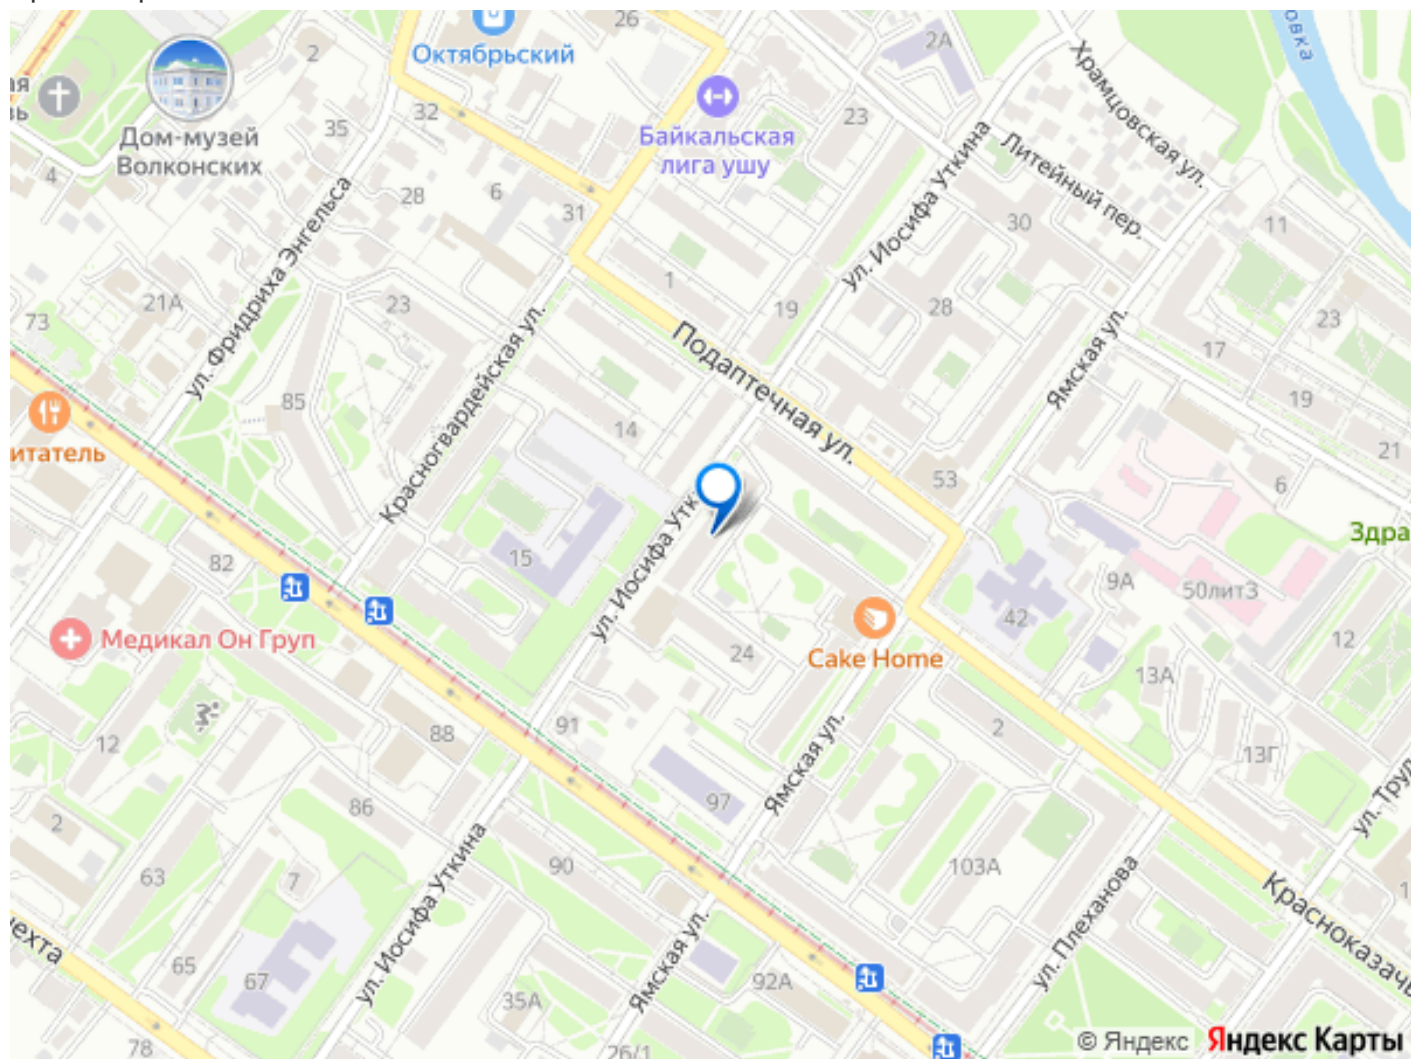 26
2А
Октябрьский
2
овка
Храмцовская ул.
Дом-музей
Волконских
35
32
Байкальская
лига ушу
23
ул. Иосифа Уткина
Литейный пер.
4
28
6
31
30
11
ул. Фридриха Энгельса
21А
23
1
19
28
73
Красногвардейская ул.
Подаптечная ул.
Ямская ул.
17
23
85
14
19
итатель
53
21
6
ул. Иосифа Утк
Здра
15
82
9А
50лит3
42
12
Медикал Он Груп
24
Cake Home
13А
91
88
2
12
13Г
Ямская ул.
97
86
2
ул. Тру
63
7
90
103А
ул. Иосифа Уткина
ул. Плеханова
Красноказачь
1
ехта
65
67
35А
Ямская ул.
92А
78
26/1
© Яндекс Яндекс Карты